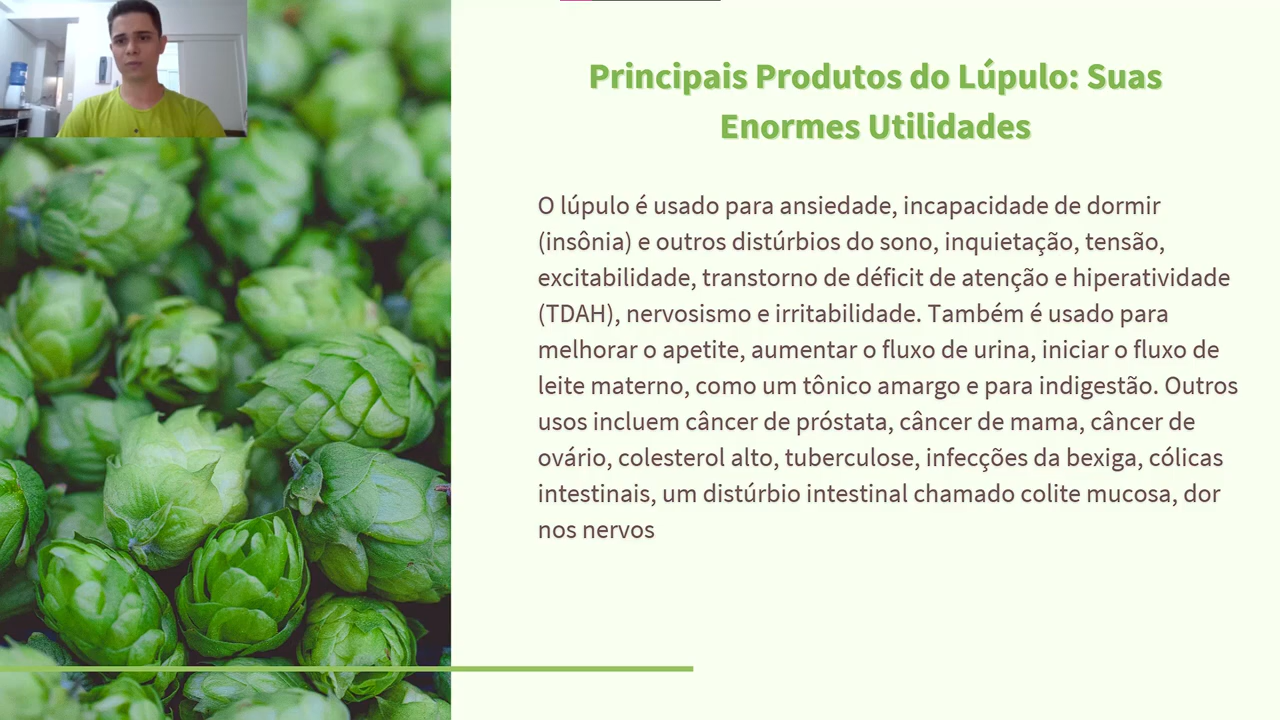 Principais Produtos do Lúpulo: Suas
Enormes Utilidades
O lúpulo é usado para ansiedade, incapacidade de dormir
(insônia) e outros distúrbios do sono, inquietação, tensão,
excitabilidade, transtorno de déficit de atenção e hiperatividade
(TDAH), nervosismo e irritabilidade. Também é usado para
melhorar o apetite, aumentar o fluxo de urina, iniciar o fluxo de
leite materno, como um tônico amargo e para indigestão. Outros
usos incluem câncer de próstata, câncer de mama, câncer de
ovário, colesterol alto, tuberculose, infecções da bexiga, cólicas
intestinais, um distúrbio intestinal chamado colite mucosa, dor
nos nervos